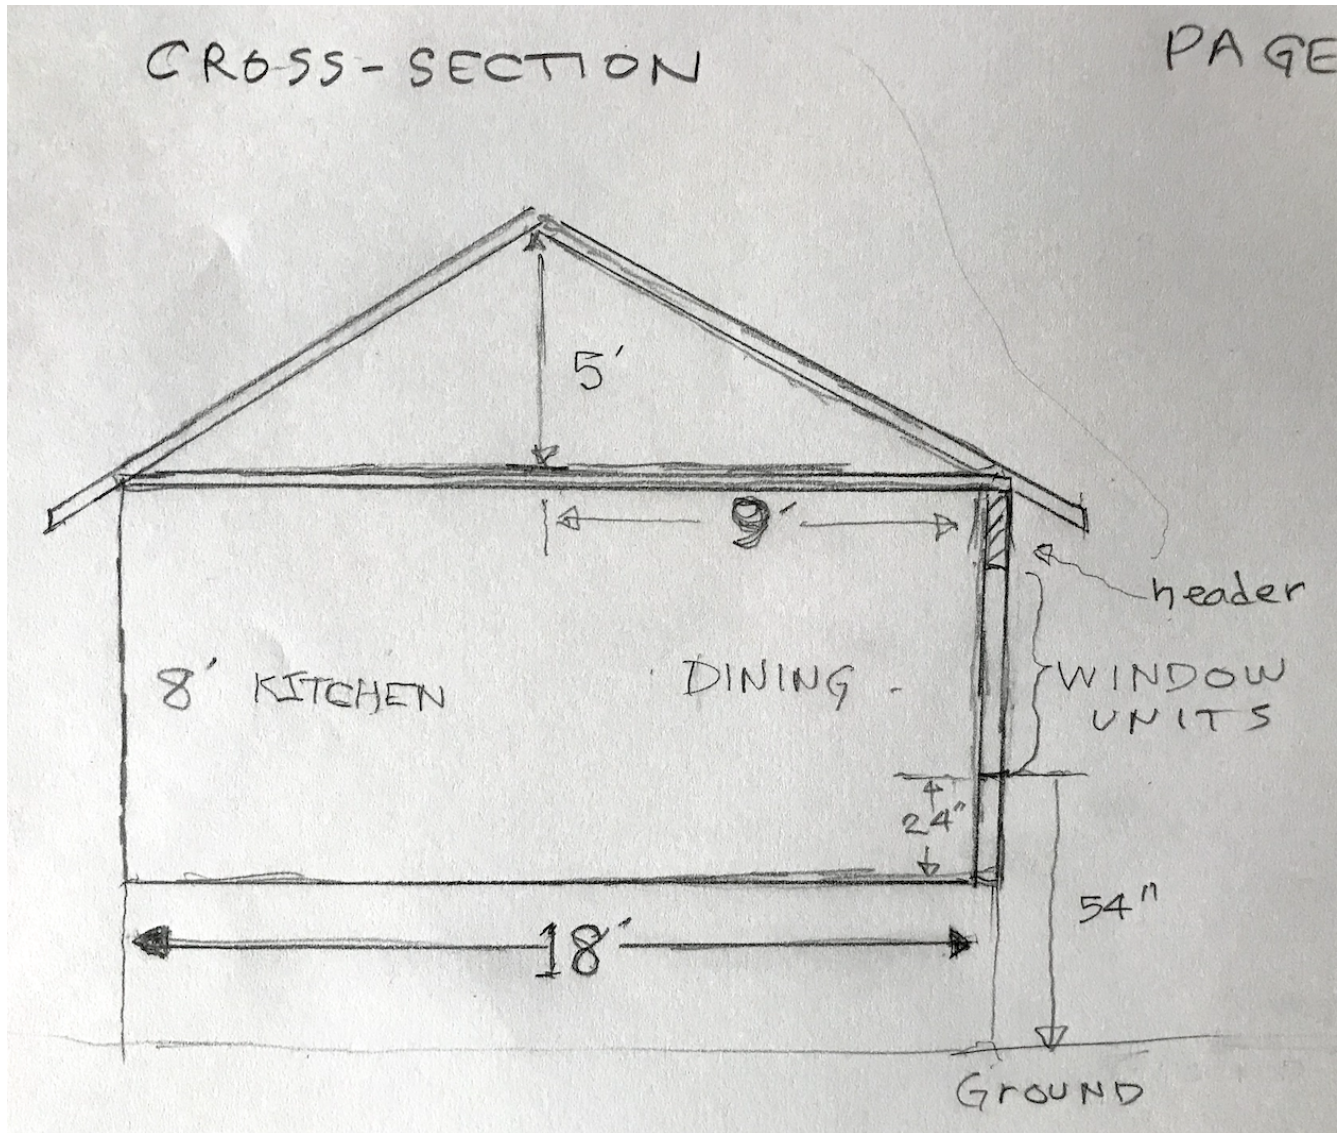 CROSS-SECTION
PAGE
5'
9'
header
8' KITCHEN
DINING
WINDOW
UNITS
24"
54"
18'
GROUND